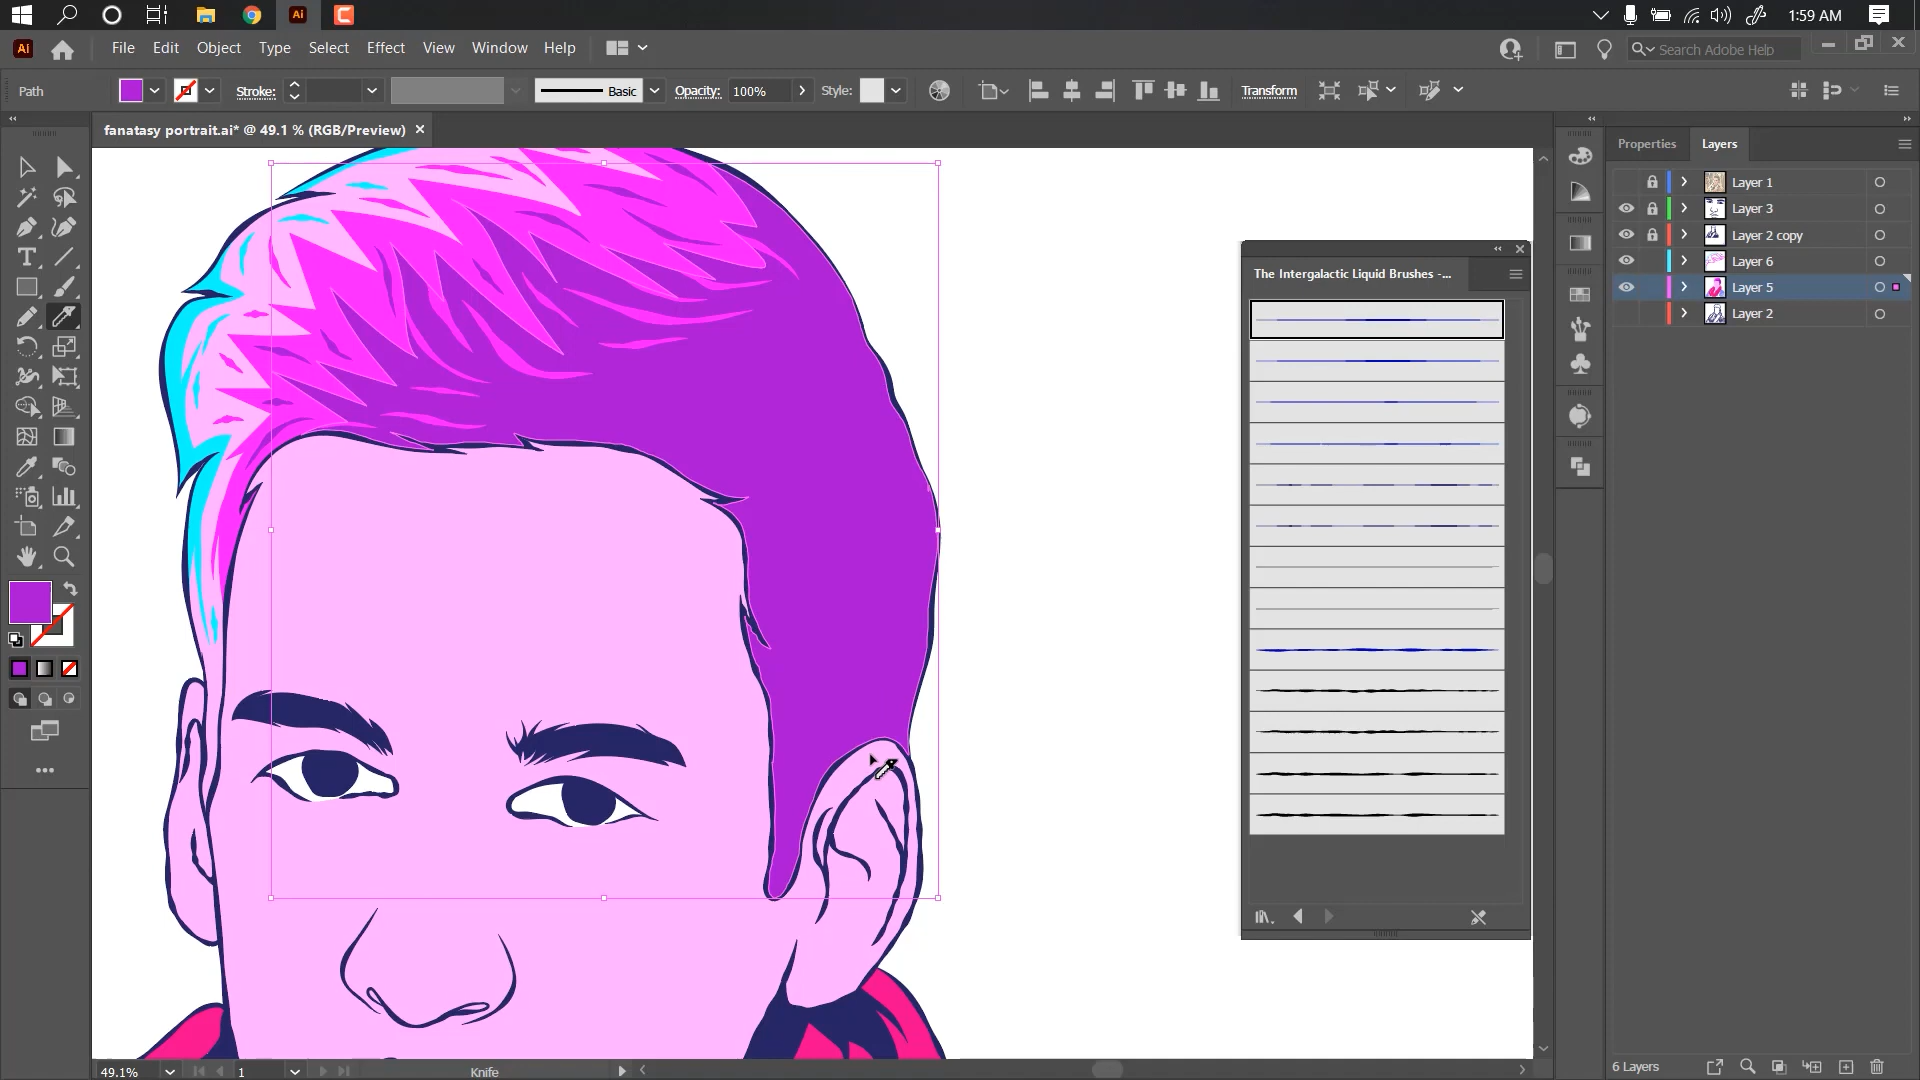 Ai
1:59 AM
Ai File Edit Object Type Select Effect View Window Help Search Adobe Help
Path Stroke: Basic Opacity: 100% Style: Transform
fanatasy portrait.ai* @ 49.1 % (RGB/Preview)
Properties Layers
Layer 1
Layer 3
Layer 2 copy
Layer 6
Layer 5
Layer 2
The Intergalactic Liquid Brushes -...
49.1% 1 Knife
6 Layers